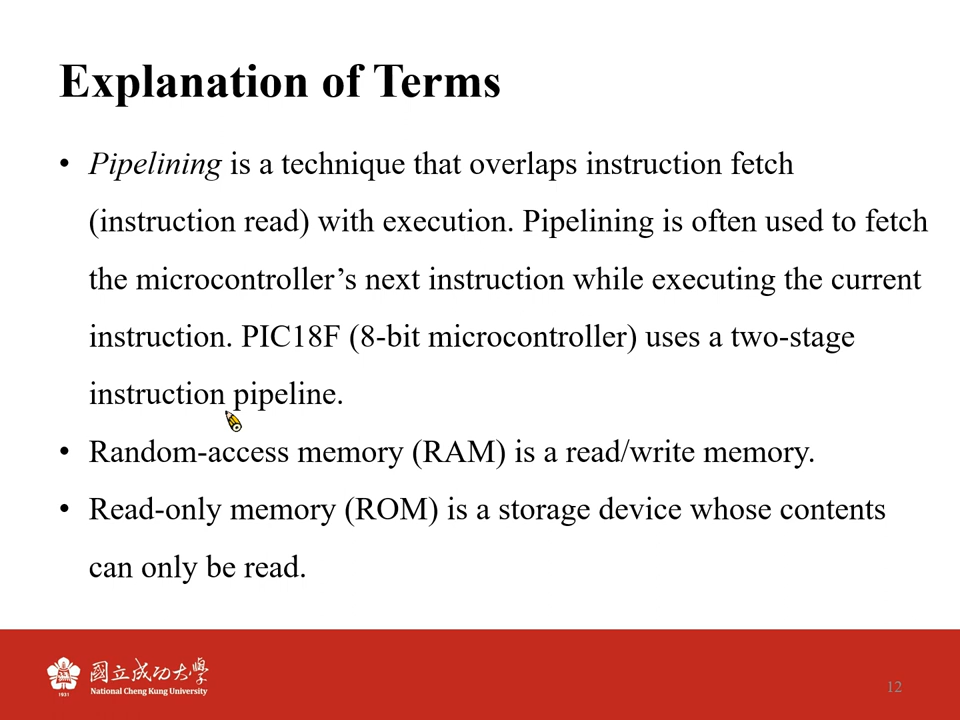 Explanation of Terms
• Pipelining is a technique that overlaps instruction fetch
(instruction read) with execution. Pipelining is often used to fetch
the microcontroller’s next instruction while executing the current
instruction. PIC18F (8-bit microcontroller) uses a two-stage
instruction pipeline.
• Random-access memory (RAM) is a read/write memory.
• Read-only memory (ROM) is a storage device whose contents
can only be read.
國立成功大學
National Cheng Kung University
1931
12